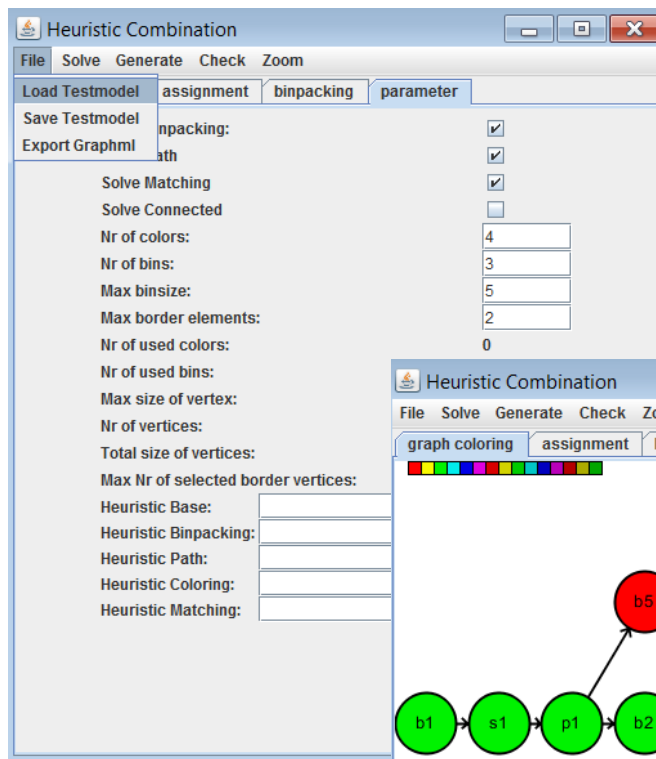 Heuristic Combination
File Solve Generate Check Zoom
Load Testmodel assignment binpacking parameter
Save Testmodel
Export Graphml
npacking:
ath
Solve Matching
Solve Connected
Nr of colors: 4
Nr of bins: 3
Max binsize: 5
Max border elements: 2
Nr of used colors: 0
Nr of used bins:
Max size of vertex:
Nr of vertices:
Total size of vertices:
Max Nr of selected border vertices:
Heuristic Base:
Heuristic Binpacking:
Heuristic Path:
Heuristic Coloring:
Heuristic Matching:
Heuristic Combination
File Solve Generate Check Zo
graph coloring assignment
b5
b1 s1 p1 b2